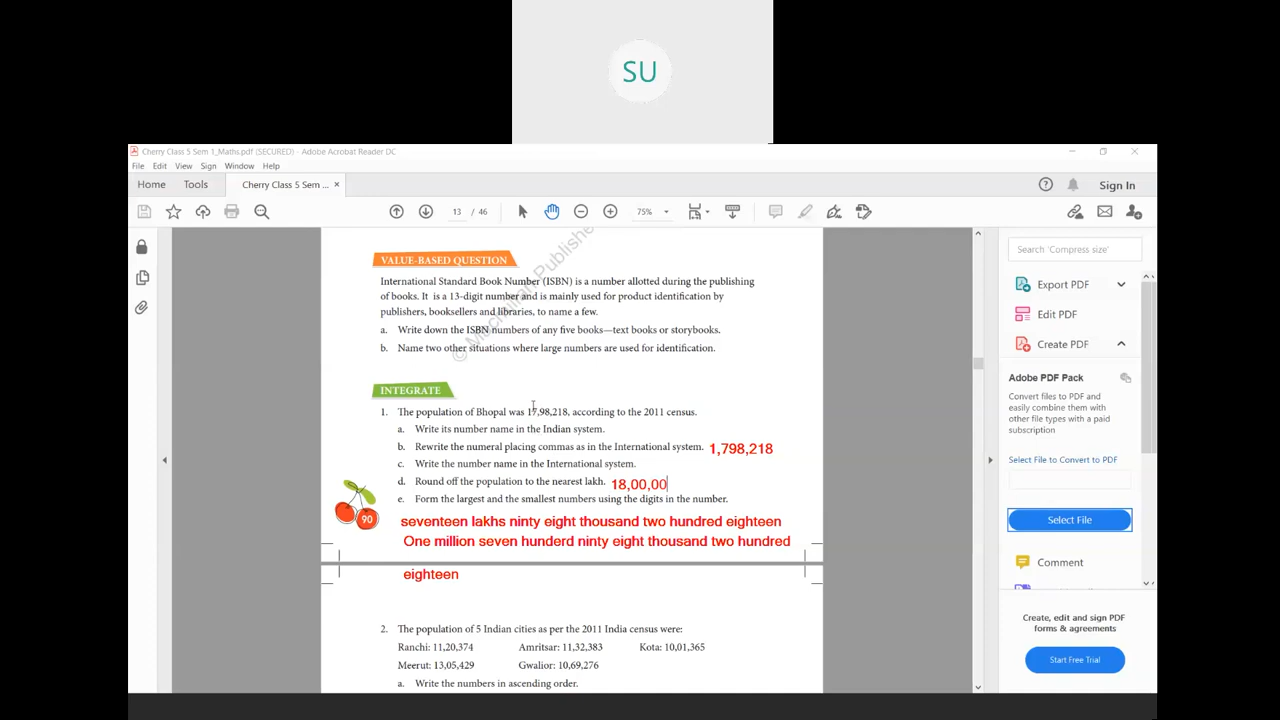 SU
Cherry Class 5 Sem 1_Maths.pdf (SECURED) - Adobe Acrobat Reader DC
File Edit View Sign Window Help
Home Tools Cherry Class 5 Sem ... × Sign In
13 / 46 75%
VALUE-BASED QUESTION
International Standard Book Number (ISBN) is a number allotted during the publishing
of books. It is a 13-digit number and is mainly used for product identification by
publishers, booksellers and libraries, to name a few.
a. Write down the ISBN numbers of any five books—text books or storybooks.
b. Name two other situations where large numbers are used for identification.
© Macmillan Publishe
INTEGRATE
1. The population of Bhopal was 17,98,218, according to the 2011 census.
a. Write its number name in the Indian system.
b. Rewrite the numeral placing commas as in the International system. 1,798,218
c. Write the number name in the International system.
d. Round off the population to the nearest lakh. 18,00,00
e. Form the largest and the smallest numbers using the digits in the number.
90
seventeen lakhs ninty eight thousand two hundred eighteen
One million seven hunderd ninty eight thousand two hundred
eighteen
2. The population of 5 Indian cities as per the 2011 India census were:
Ranchi: 11,20,374 Amritsar: 11,32,383 Kota: 10,01,365
Meerut: 13,05,429 Gwalior: 10,69,276
a. Write the numbers in ascending order.
Search 'Compress size'
Export PDF
Edit PDF
Create PDF
Adobe PDF Pack
Convert files to PDF and
easily combine them with
other file types with a paid
subscription.
Select File to Convert to PDF
Select File
Comment
Create, edit and sign PDF
forms & agreements
Start Free Trial